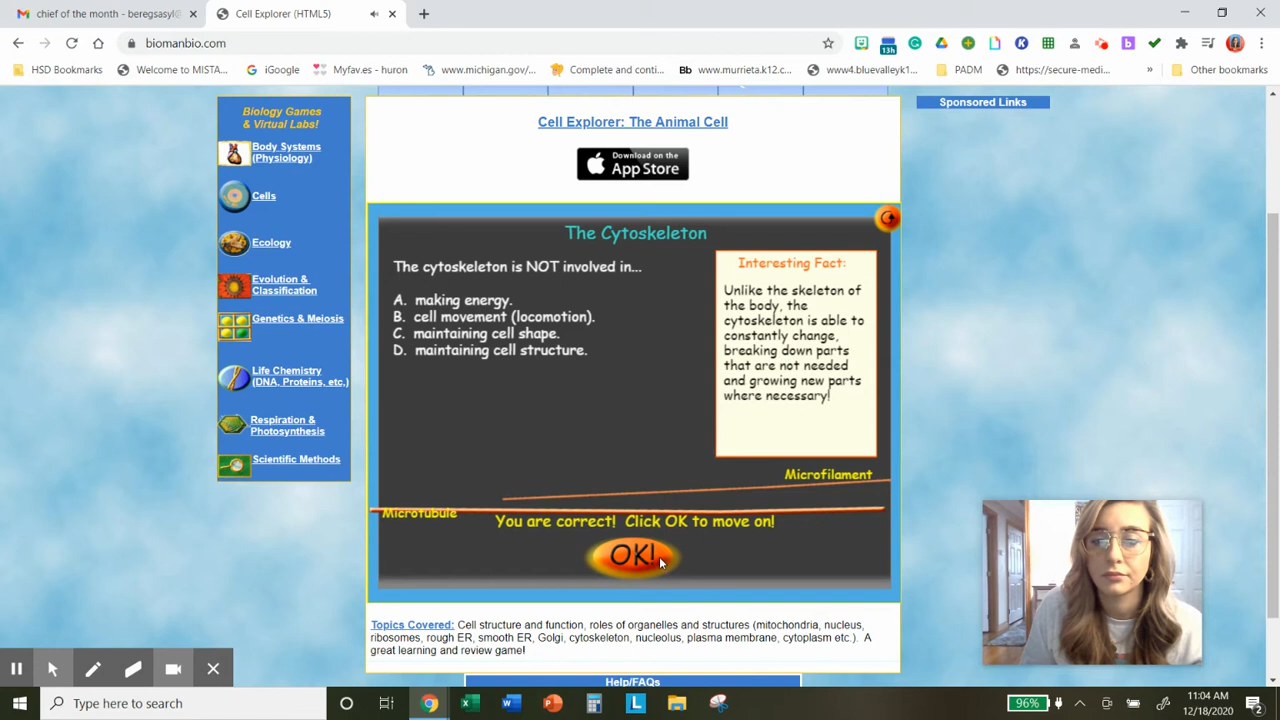 chief of the month - beregsasyl@
Cell Explorer (HTML5)
biomanbio.com
13h
HSD Bookmarks
Welcome to MISTA...
iGoogle
Myfav.es - huron
www.michigan.gov/...
Complete and conti...
Bb www.murrieta.k12.c...
www4.bluevalleyk1...
PADM
https://secure-medi...
»
Other bookmarks
Biology Games
& Virtual Labs!
Body Systems
(Physiology)
Cells
Ecology
Evolution &
Classification
Genetics & Meiosis
Life Chemistry
(DNA, Proteins, etc,)
Respiration &
Photosynthesis
Scientific Methods
Cell Explorer: The Animal Cell
Download on the
App Store
Sponsored Links
The Cytoskeleton
The cytoskeleton is NOT involved in...
A. making energy.
B. cell movement (locomotion).
C. maintaining cell shape.
D. maintaining cell structure.
Interesting Fact:
Unlike the skeleton of
the body, the
cytoskeleton is able to
constantly change,
breaking down parts
that are not needed
and growing new parts
where necessary!
Microfilament
Microtubule
You are correct! Click OK to move on!
OK!
Topics Covered: Cell structure and function, roles of organelles and structures (mitochondria, nucleus,
ribosomes, rough ER, smooth ER, Golgi, cytoskeleton, nucleolus, plasma membrane, cytoplasm etc.). A
great learning and review game!
Help/FAQs
Type here to search
96%
11:04 AM
12/18/2020
2